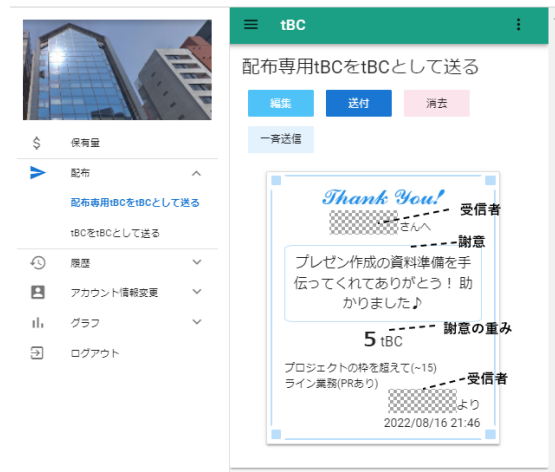 保有量
配布
配布専用tBCをtBCとして送る
tBCをtBCとして送る
履歴
アカウント情報変更
グラフ
ログアウト
tBC
配布専用tBCをtBCとして送る
編集
送付
消去
一斉送信
Thank You!
受信者
さんへ
謝意
プレゼン作成の資料準備を手
伝ってくれてありがとう！助
かりました♪
謝意の重み
5 tBC
プロジェクトの枠を超えて(~15)
ライン業務(PRあり)
受信者
より
2022/08/16 21:46